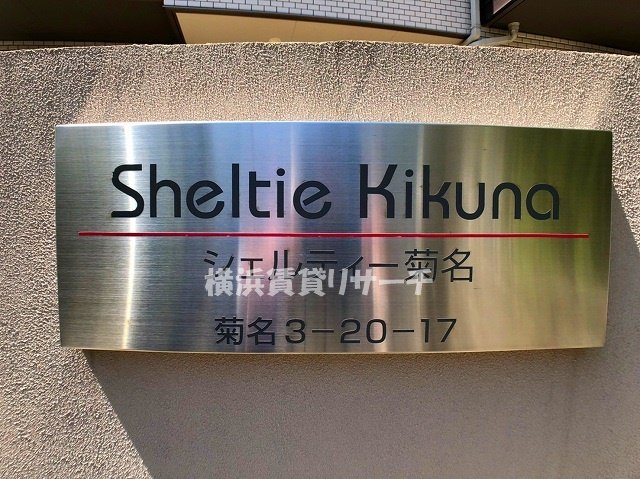 Sheltie Kikuna
シェルティー菊名
横浜賃貸リサーチ
菊名3-20-17